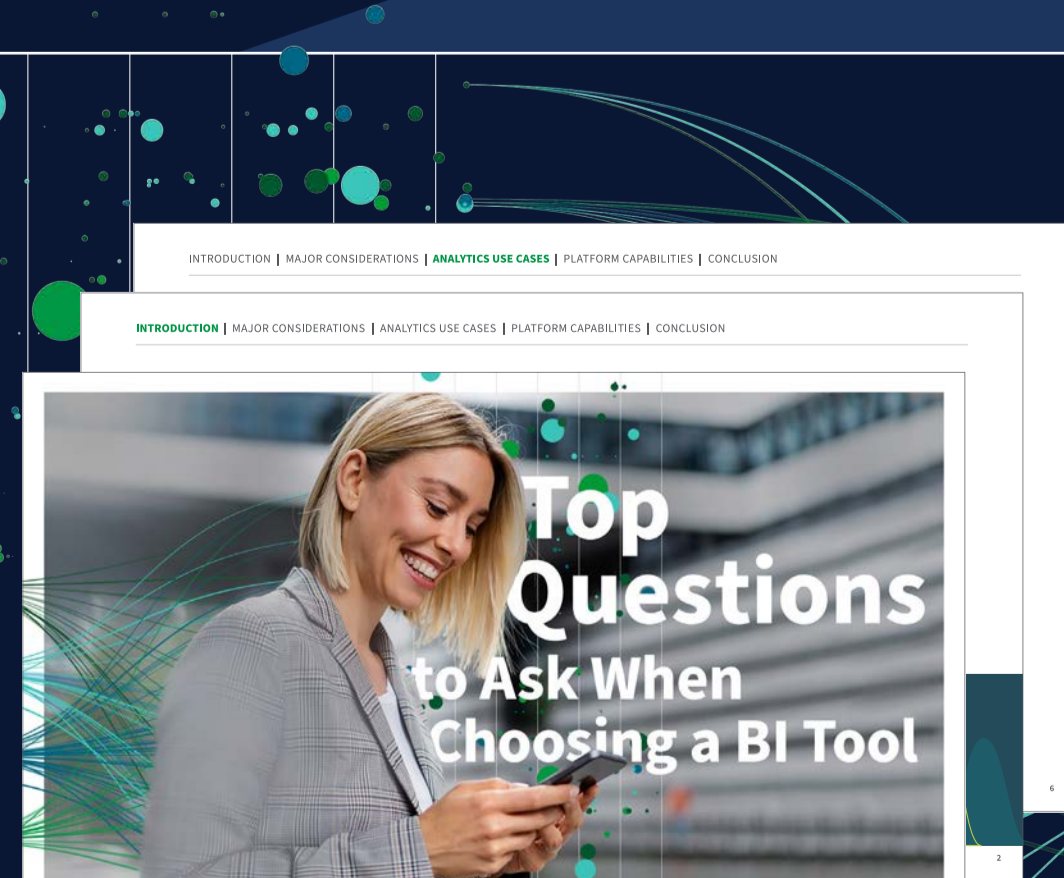 INTRODUCTION | MAJOR CONSIDERATIONS | ANALYTICS USE CASES | PLATFORM CAPABILITIES | CONCLUSION
INTRODUCTION | MAJOR CONSIDERATIONS | ANALYTICS USE CASES | PLATFORM CAPABILITIES | CONCLUSION
Top
Questions
to Ask When
Choosing a BI Tool
6
2